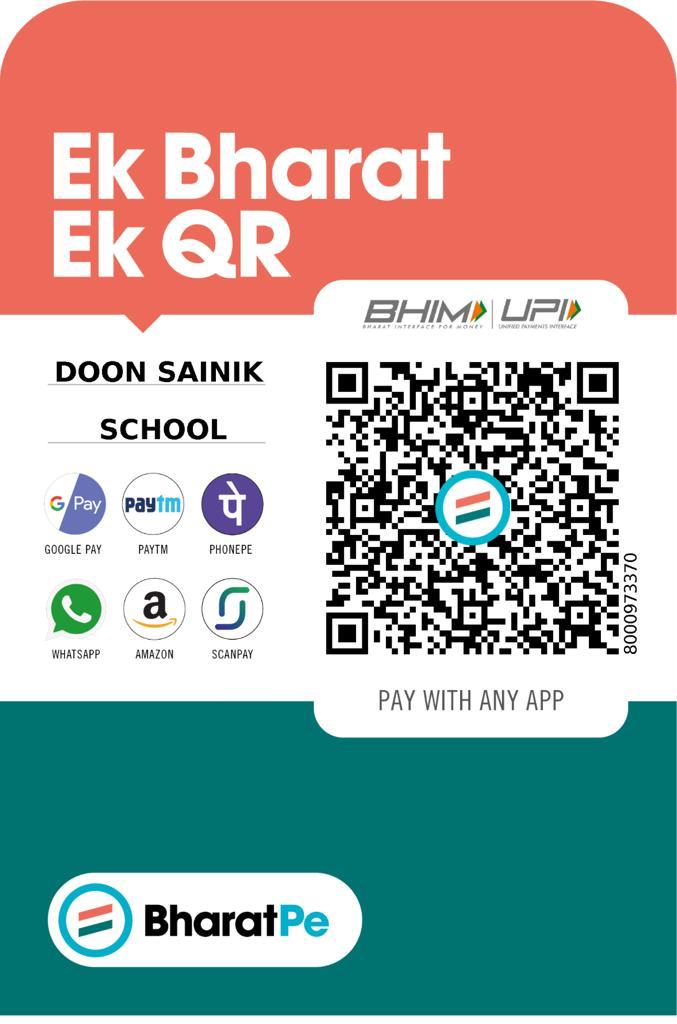 Ek Bharat
Ek QR
BHIM UPI
BHARAT INTERFACE FOR MONEY UNIFIED PAYMENTS INTERFACE
DOON SAINIK
SCHOOL
G Pay Paytm पे
GOOGLE PAY PAYTM PHONEPE
a
WHATSAPP AMAZON SCANPAY
8000973370
PAY WITH ANY APP
BharatPe